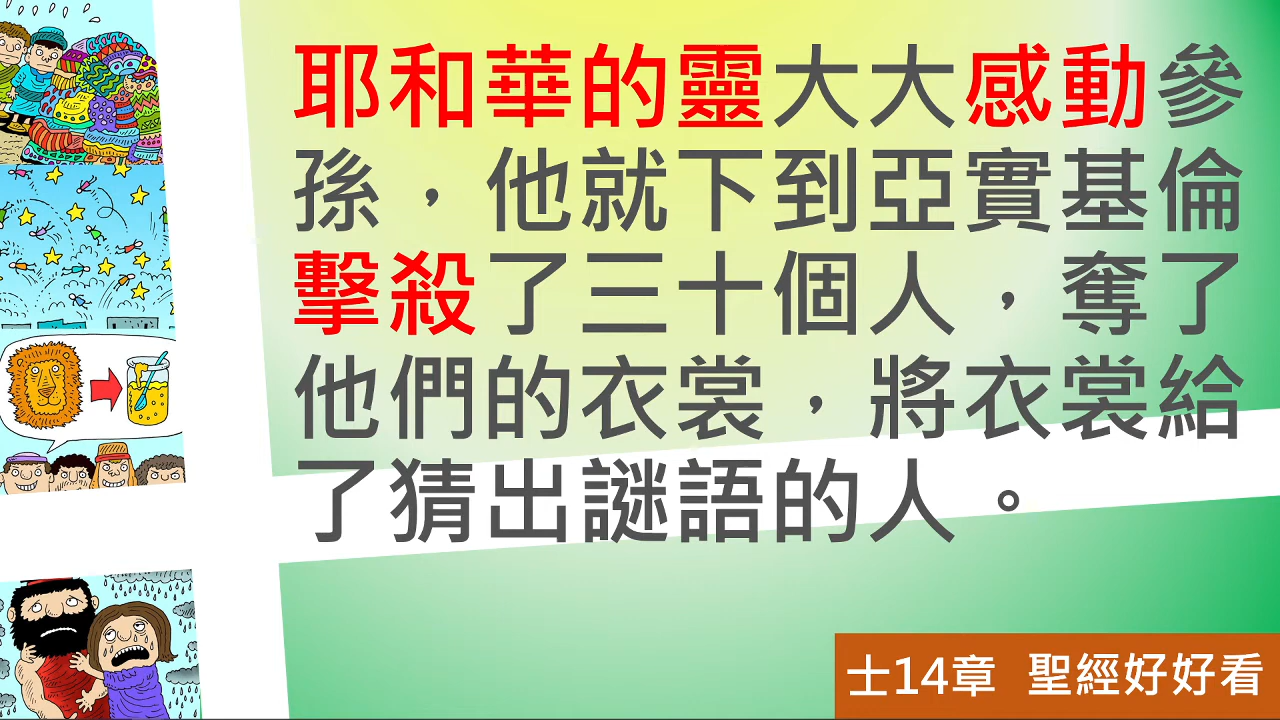 耶和華的靈大大感動參
孫，他就下到亞實基倫
擊殺了三十個人，奪了
他們的衣裳，將衣裳給
了猜出謎語的人。
士14章 聖經好好看